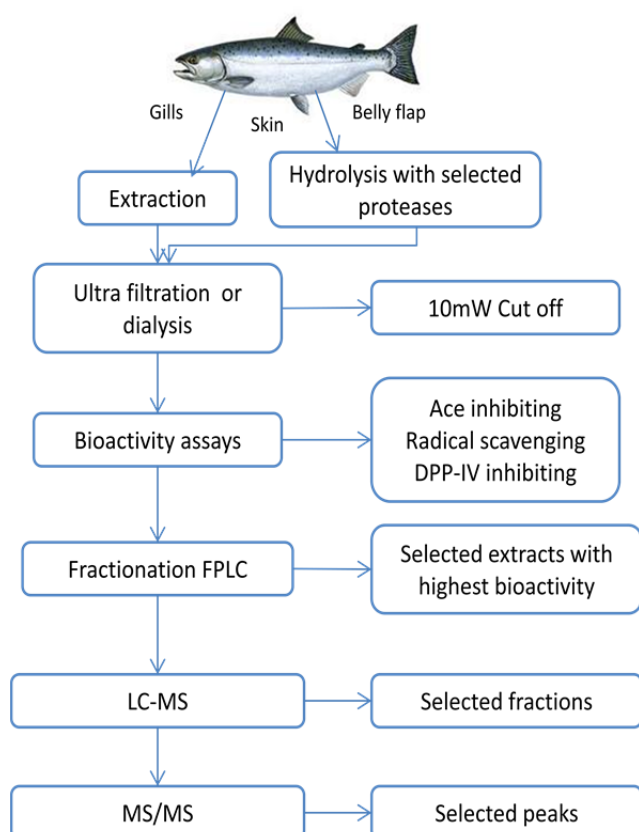 Gills
Skin
Belly flap
Extraction
Hydrolysis with selected
proteases
Ultra filtration or
dialysis
10mW Cut off
Bioactivity assays
Ace inhibiting
Radical scavenging
DPP-IV inhibiting
Fractionation FPLC
Selected extracts with
highest bioactivity
LC-MS
Selected fractions
MS/MS
Selected peaks